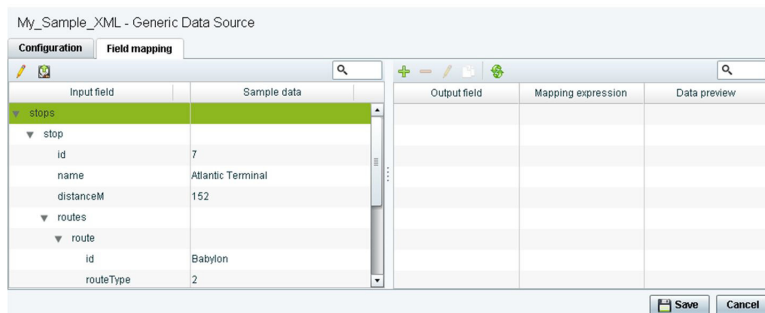 My_Sample_XML - Generic Data Source
Configuration Field mapping
Input field Sample data
stops
stop
id 7
name Atlantic Terminal
distanceM 152
routes
route
id Babylon
routeType 2
Output field Mapping expression Data preview
Save Cancel